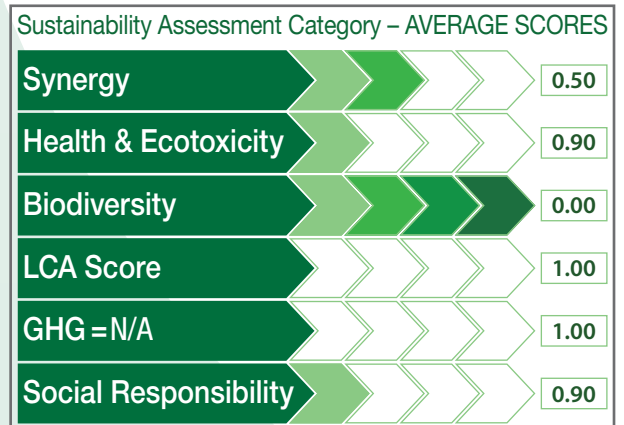 Sustainability Assessment Category – AVERAGE SCORES
Synergy 0.50
Health & Ecotoxicity 0.90
Biodiversity 0.00
LCA Score 1.00
GHG = N/A 1.00
Social Responsibility 0.90